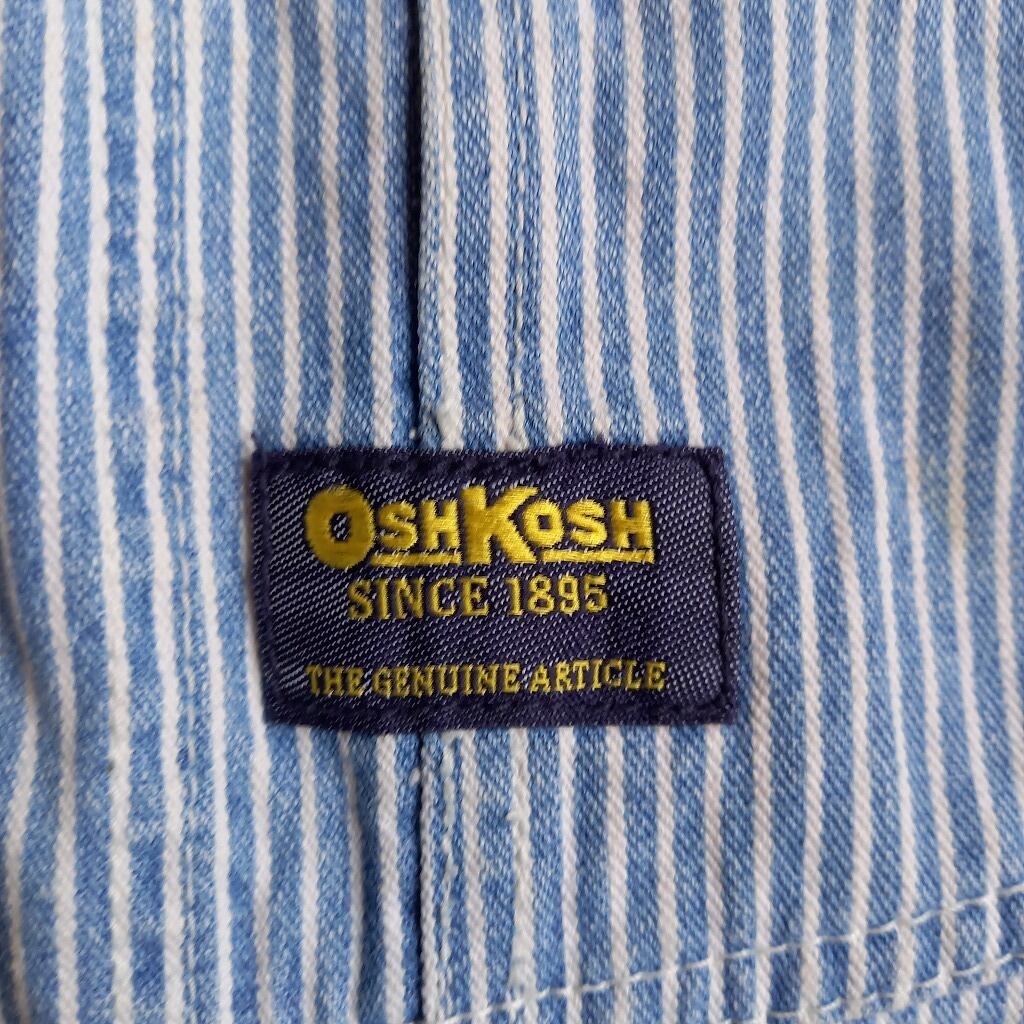 OSHKOSH
SINCE 1895
THE GENUINE ARTICLE